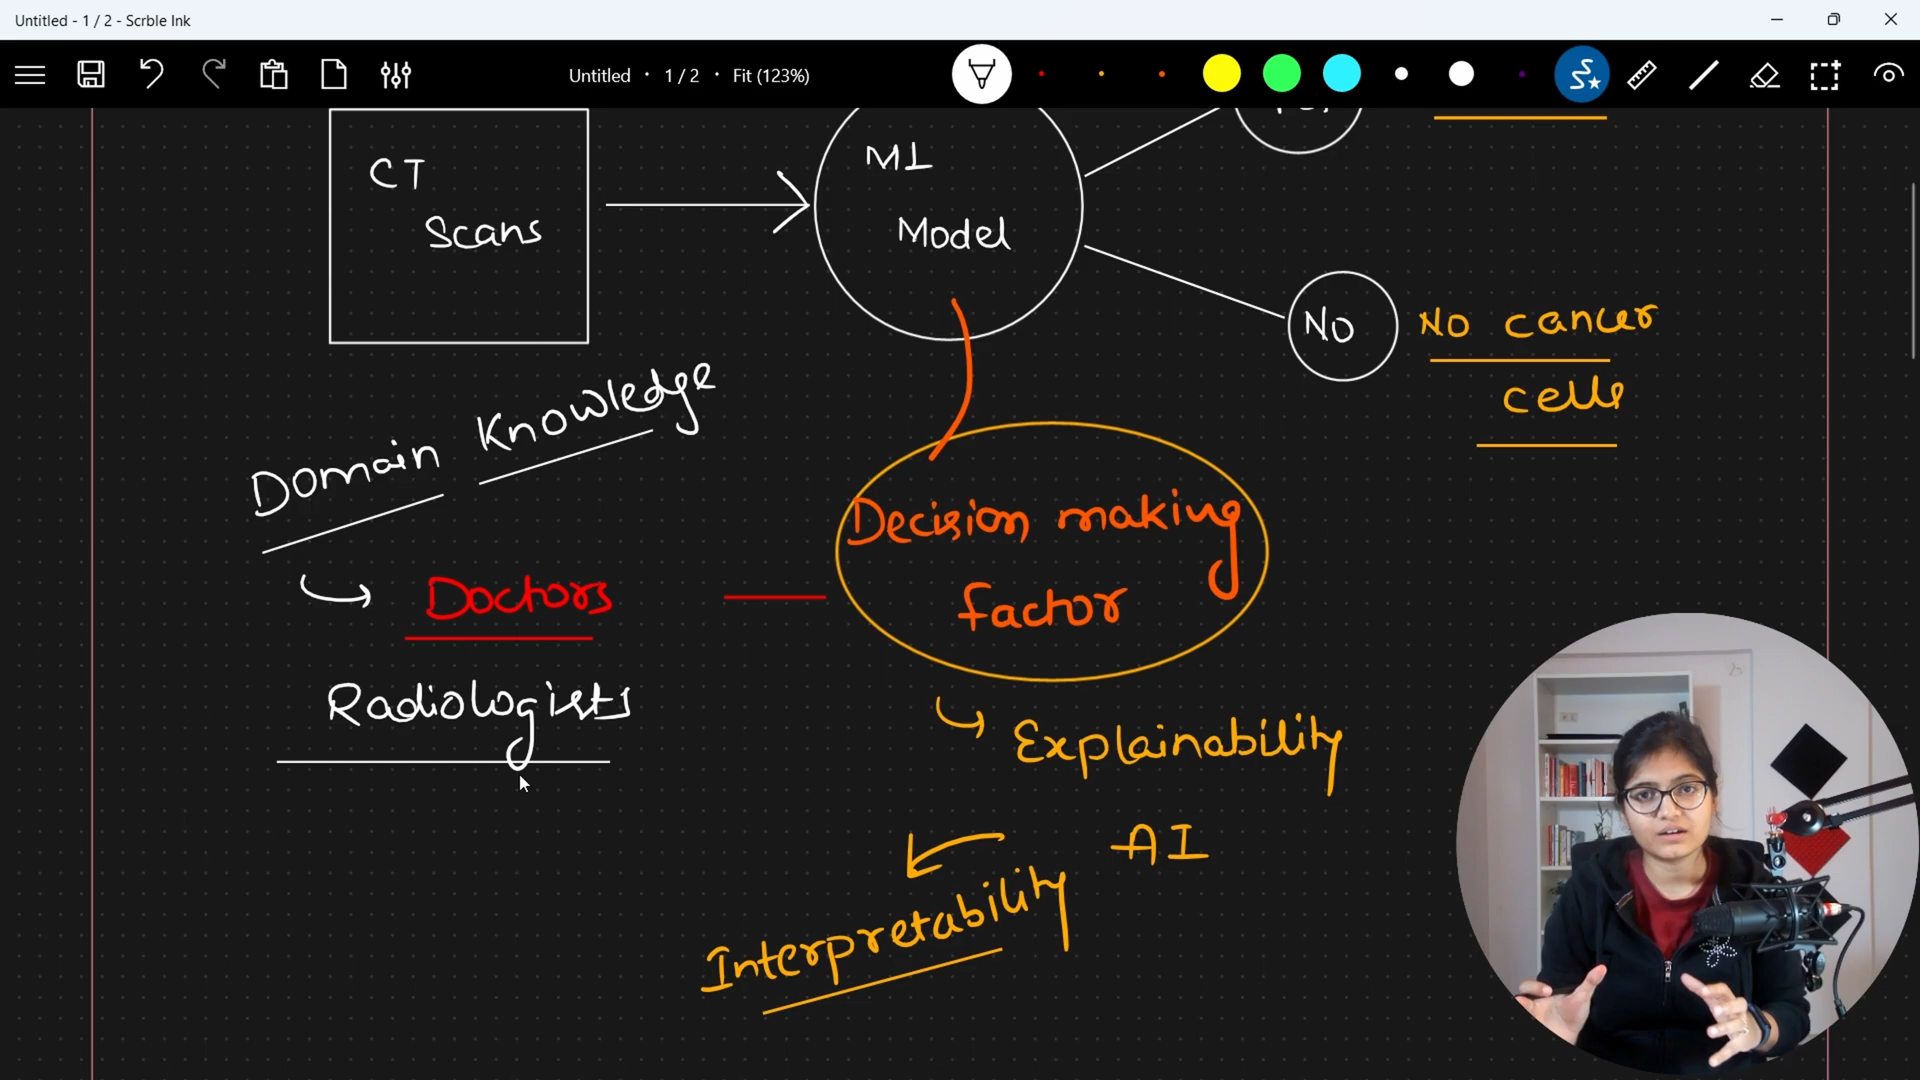 Untitled - 1 / 2 - Scrble Ink
Untitled • 1 / 2 • Fit (123%)
CT
Scans
ML
Model
No
No cancer
cells
Domain Knowledge
Doctors
Radiologists
Decision making
factor
Explainability
AI
Interpretability